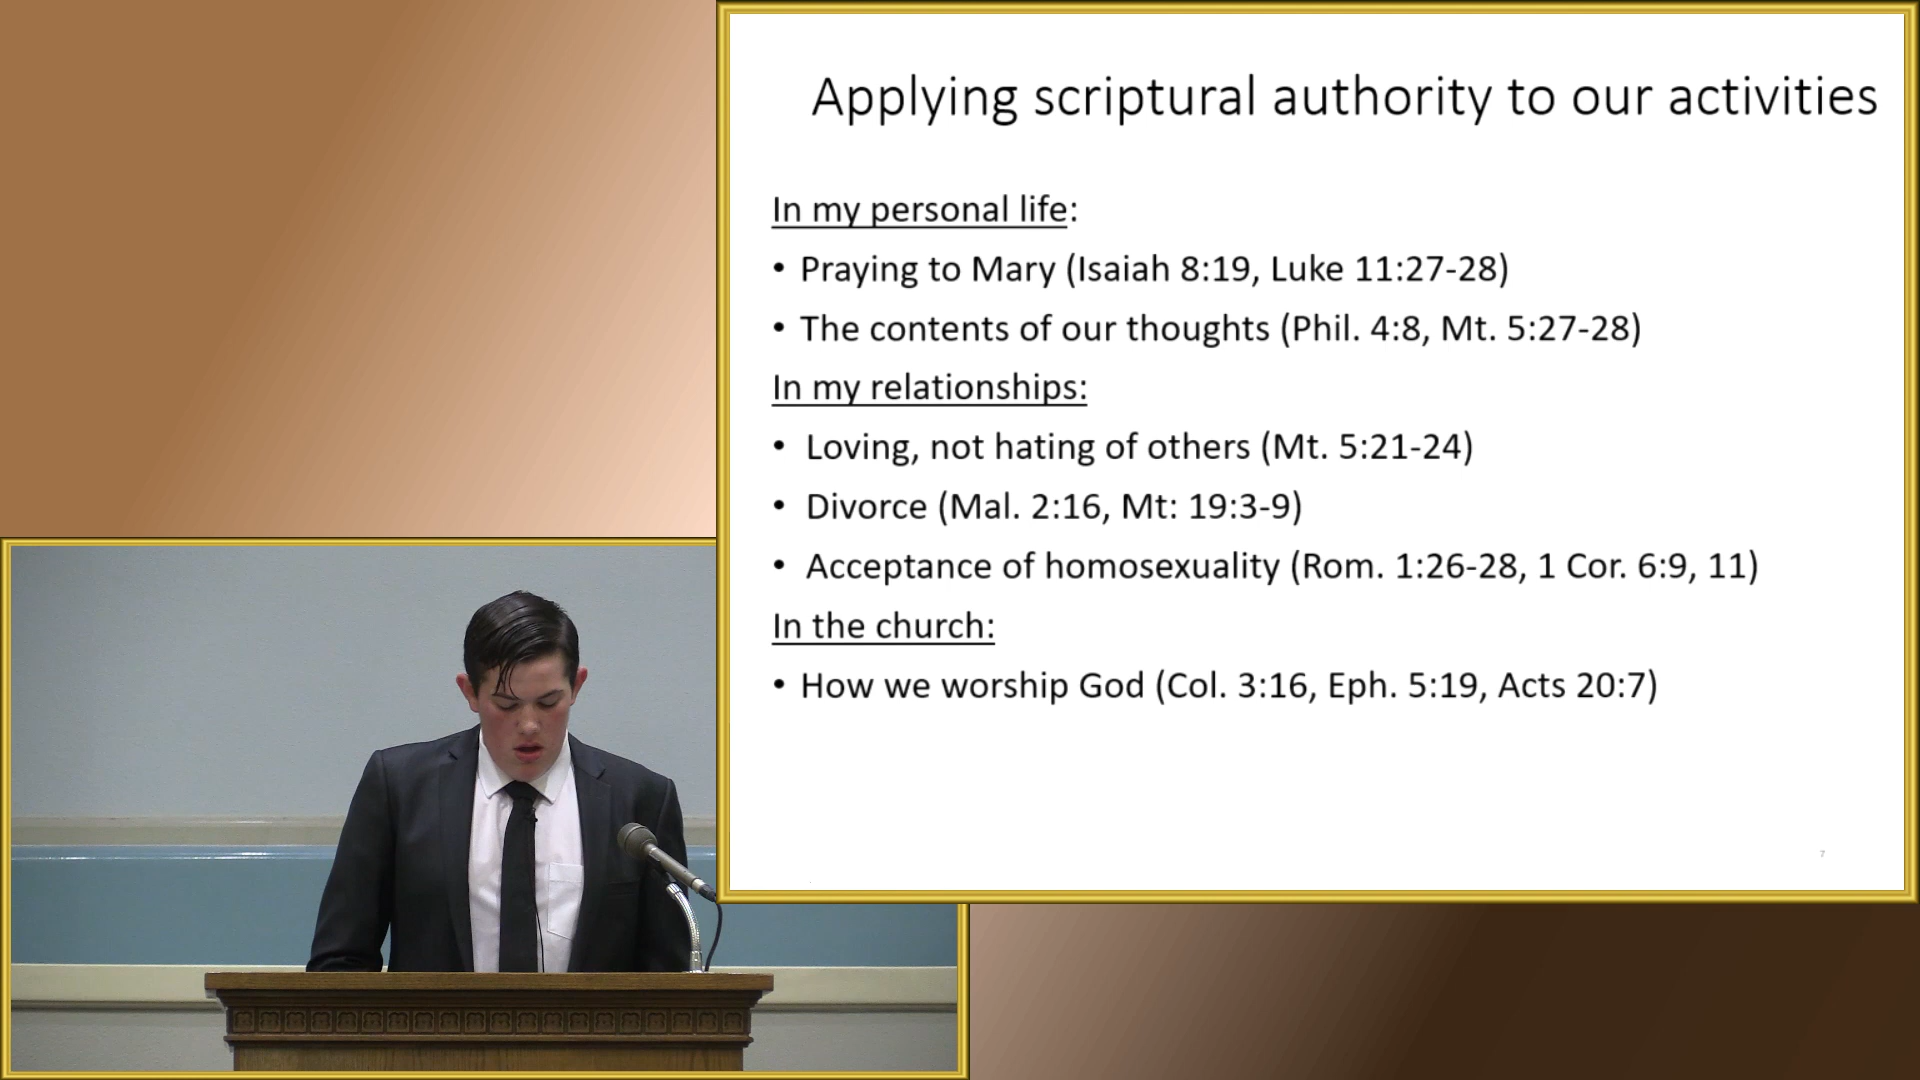 Applying scriptural authority to our activities
In my personal life:
• Praying to Mary (Isaiah 8:19, Luke 11:27-28)
• The contents of our thoughts (Phil. 4:8, Mt. 5:27-28)
In my relationships:
• Loving, not hating of others (Mt. 5:21-24)
• Divorce (Mal. 2:16, Mt: 19:3-9)
• Acceptance of homosexuality (Rom. 1:26-28, 1 Cor. 6:9, 11)
In the church:
• How we worship God (Col. 3:16, Eph. 5:19, Acts 20:7)
7